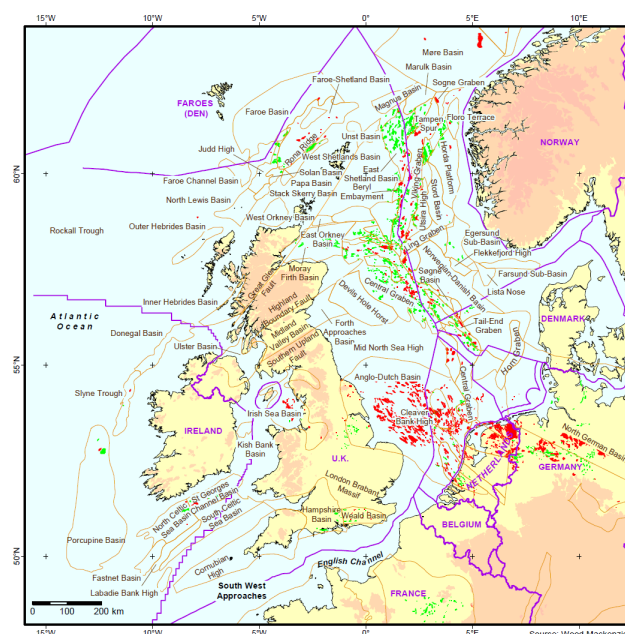 15°W 10°W 5°W 0° 5°E 10°E
Møre Basin
Marulk Basin
Sogne Graben
Faroe-Shetland Basin
Magnus Basin
FAROES
(DEN)
Faroe Basin
Tampen
Spur
Floro Terrace
Unst Basin
NORWAY
Judd High
Rona Ridge
West Shetlands Basin
60°N
Solan Basin
East
Shetland Basin
Viking Graben
Horda Platform
Faroe Channel Basin
Papa Basin
Beryl
Embayment
Stack Skerry Basin
Utsira High
Stord Basin
North Lewis Basin
West Orkney Basin
Outer Hebrides Basin
Rockall Trough
East Orkney
Basin
ing Graben
Egersund
Sub-Basin
Flekkefjord High
Norwegian-Danish Basin
Moray
Firth Basin
Great Glen
Fault
Søgne
Basin
Farsund Sub-Basin
Central Graben
Lista Nose
Devils Hole Horst
Inner Hebrides Basin
Highland
Boundary Fault
Atlantic
Ocean
Midland
Valley Basin
Forth
Approaches
Basin
Tail-End
Graben
DENMARK
Donegal Basin
Southern Upland
Fault
Ulster Basin
Mid North Sea High
Horn Graben
55°N
Anglo-Dutch Basin
Central Graben
Slyne Trough
Irish Sea Basin
Cleaver
Bank High
IRELAND
Kish Bank
Basin
U.K.
NETHERLANDS
North German Basin
GERMANY
London Brabant
Massif
North Celtic
Sea Basin
St Georges
Channel Basin
South Celtic
Sea Basin
Hampshire
Basin
Weald Basin
BELGIUM
Porcupine Basin
50°N
Cornubian
High
English Channel
Fastnet Basin
Labadie Bank High
South West
Approaches
FRANCE
0 100 200 km
15°W 10°W 5°W 0° 5°E 10°E
Source: Wood Mackenzie